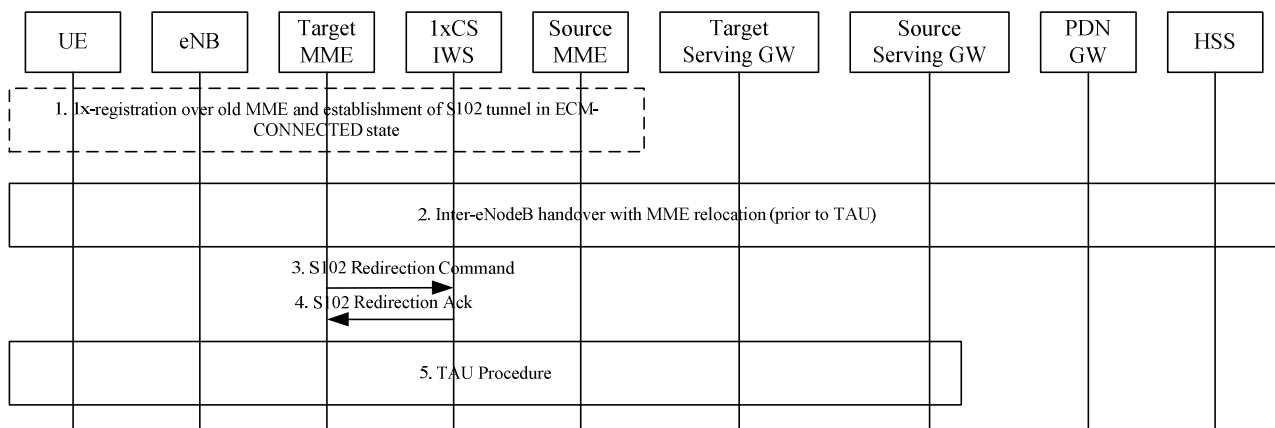 UE
eNB
Target
MME
1xCS
IWS
Source
MME
Target
Serving GW
Source
Serving GW
PDN
GW
HSS
1. 1x-registration over old MME and establishment of S102 tunnel in ECM-
CONNECTED state
2. Inter-eNodeB handover with MME relocation (prior to TAU)
3. S102 Redirection Command
4. S102 Redirection Ack
5. TAU Procedure